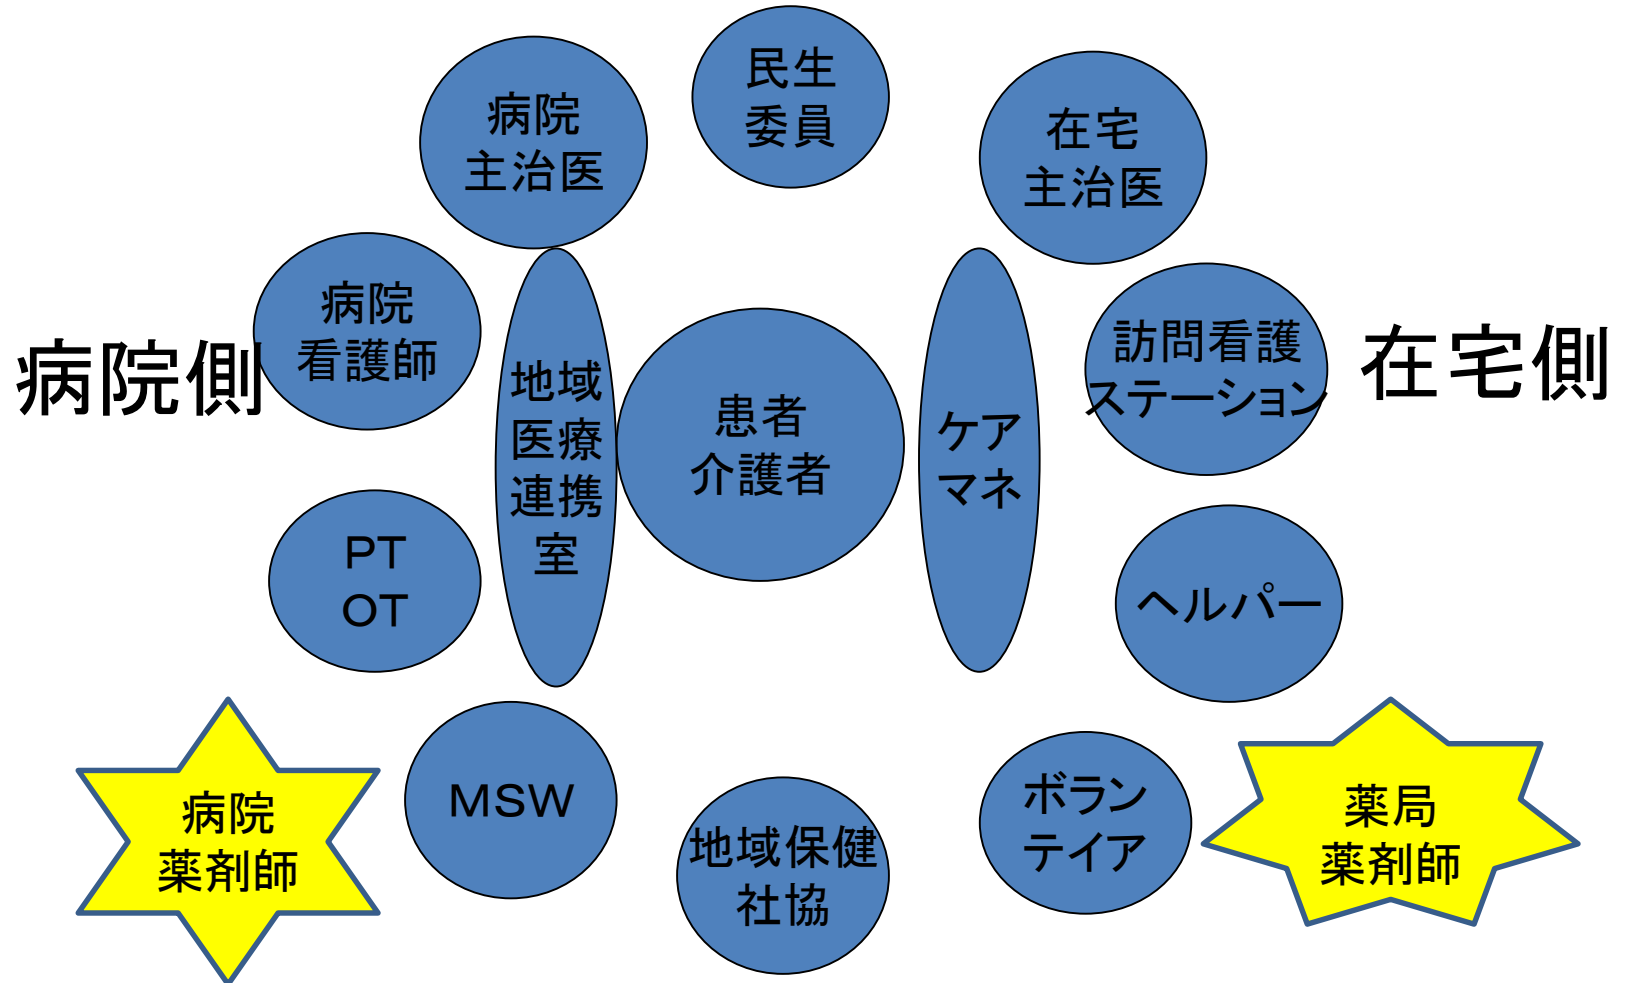 民生
委員
病院
主治医
在宅
主治医
病院
看護師
病院側
訪問看護
ステーション
在宅側
地域
医療
連携
室
患者
介護者
ケア
マネ
ＰＴ
ＯＴ
ヘルパー
病院
薬剤師
ＭＳＷ
地域保健
社協
ボラン
テイア
薬局
薬剤師